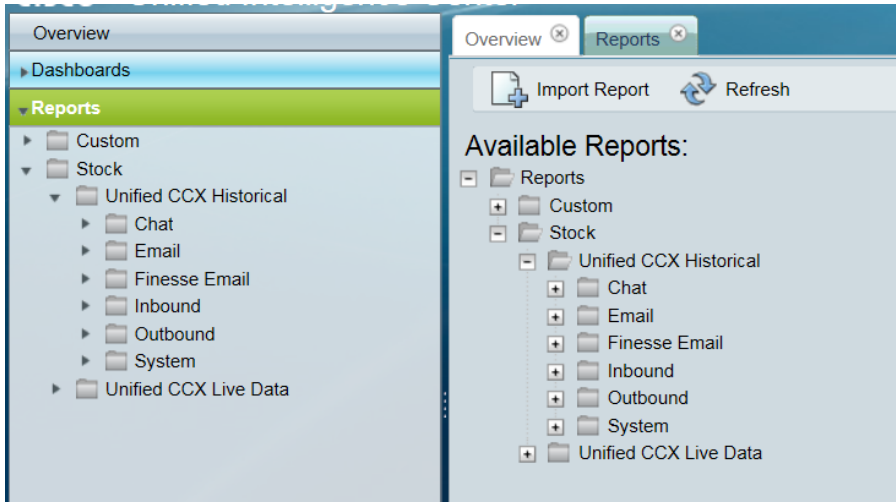 Overview
Dashboards
Reports
Custom
Stock
Unified CCX Historical
Chat
Email
Finesse Email
Inbound
Outbound
System
Unified CCX Live Data
Overview
Reports
Import Report
Refresh
Available Reports:
Reports
Custom
Stock
Unified CCX Historical
Chat
Email
Finesse Email
Inbound
Outbound
System
Unified CCX Live Data